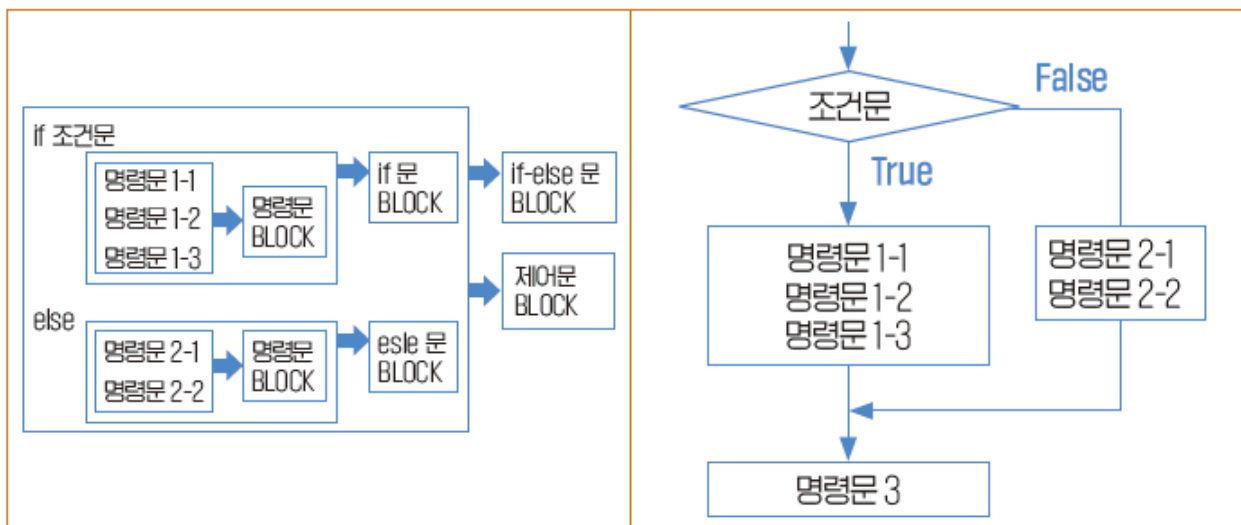 if 조건문
명령문 1-1
명령문 1-2
명령문 1-3
명령문
BLOCK
if 문
BLOCK
if-else 문
BLOCK
제어문
BLOCK
else
명령문 2-1
명령문 2-2
명령문
BLOCK
esle 문
BLOCK
조건문
False
True
명령문 1-1
명령문 1-2
명령문 1-3
명령문 2-1
명령문 2-2
명령문 3